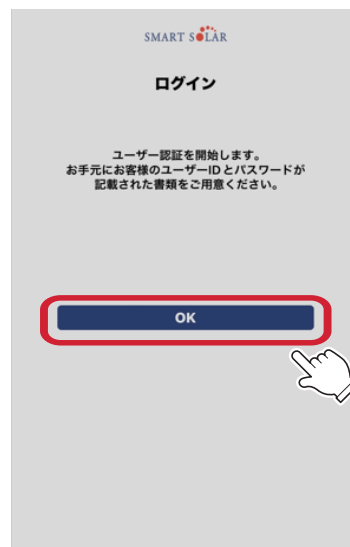 SMART SOLAR
ログイン
ユーザー認証を開始します。
お手元にお客様のユーザーIDとパスワードが
記載された書類をご用意ください。
OK